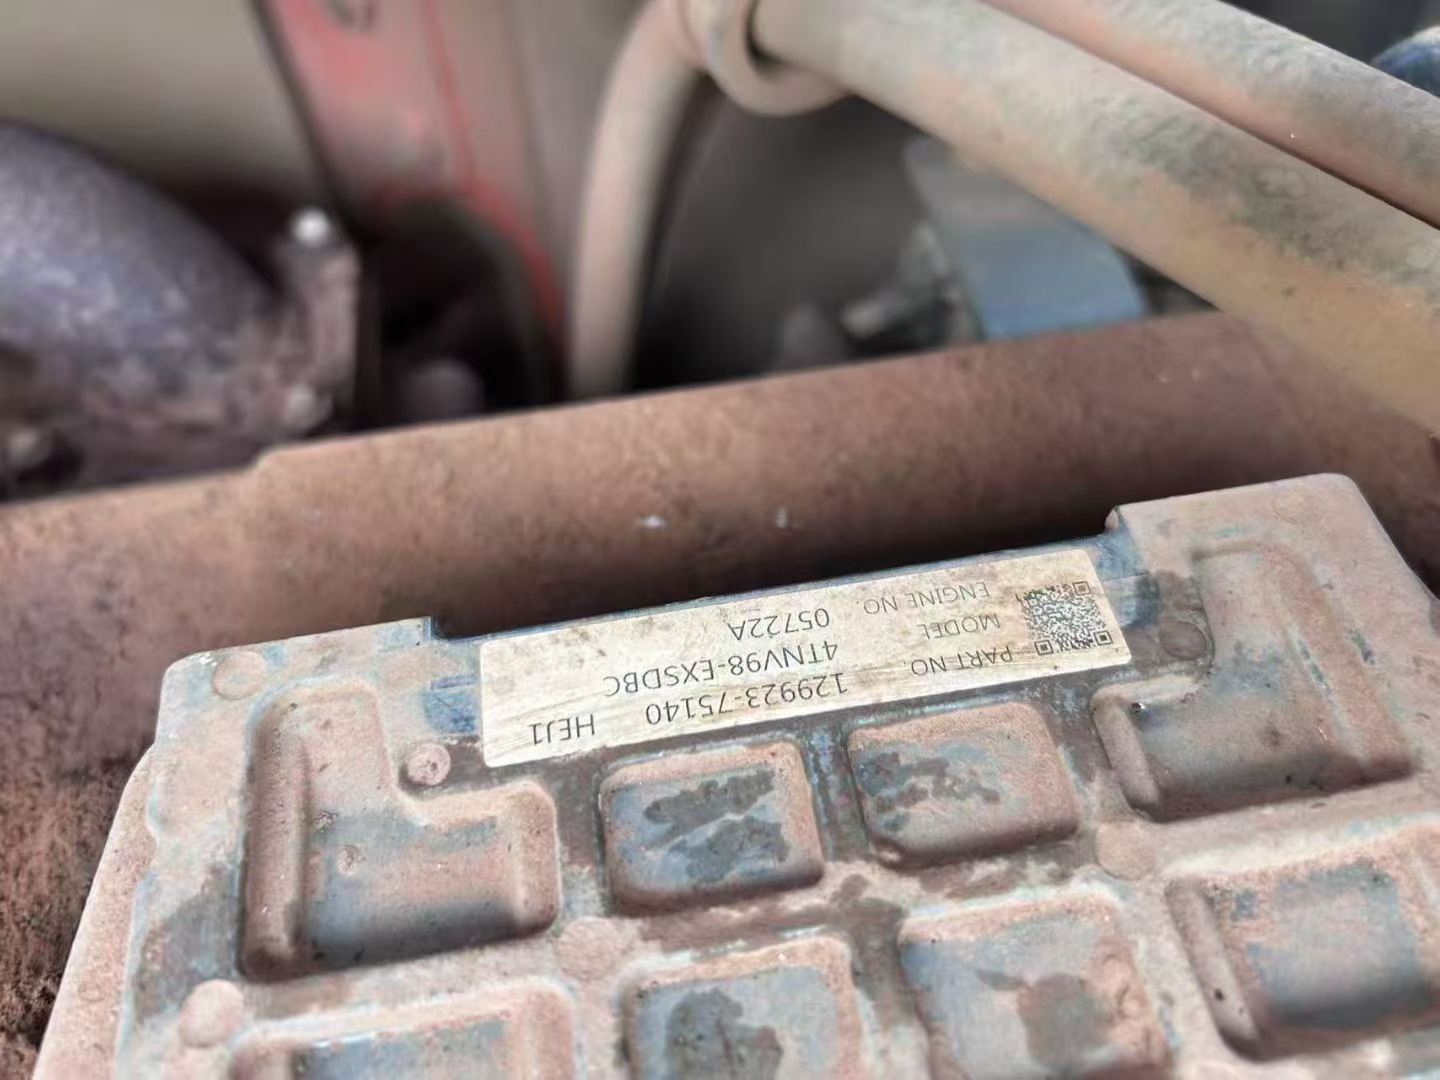 PART NO. 129923-75140 HEJ1
MODEL 4TNV98-EXSDBC
ENGINE NO. 05722A